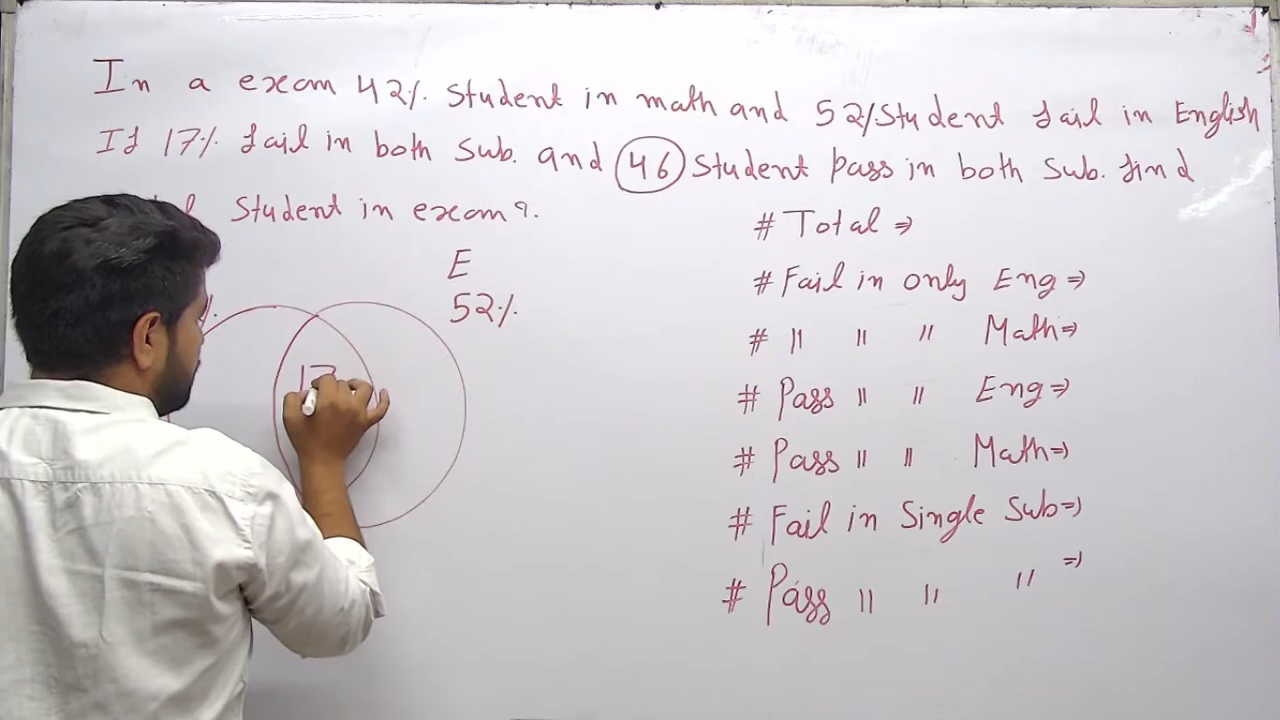 In a exam 42% Student in math and 52% Student fail in English
If 17% fail in both Sub. and 46 Student pass in both Sub. find
Student in exam?.
E
52%
%.
17
# Total ⇒
# Fail in only Eng ⇒
# " " " Math ⇒
# Pass " " Eng ⇒
# Pass " " Math ⇒
# Fail in Single Sub ⇒
# Pass " " " ⇒